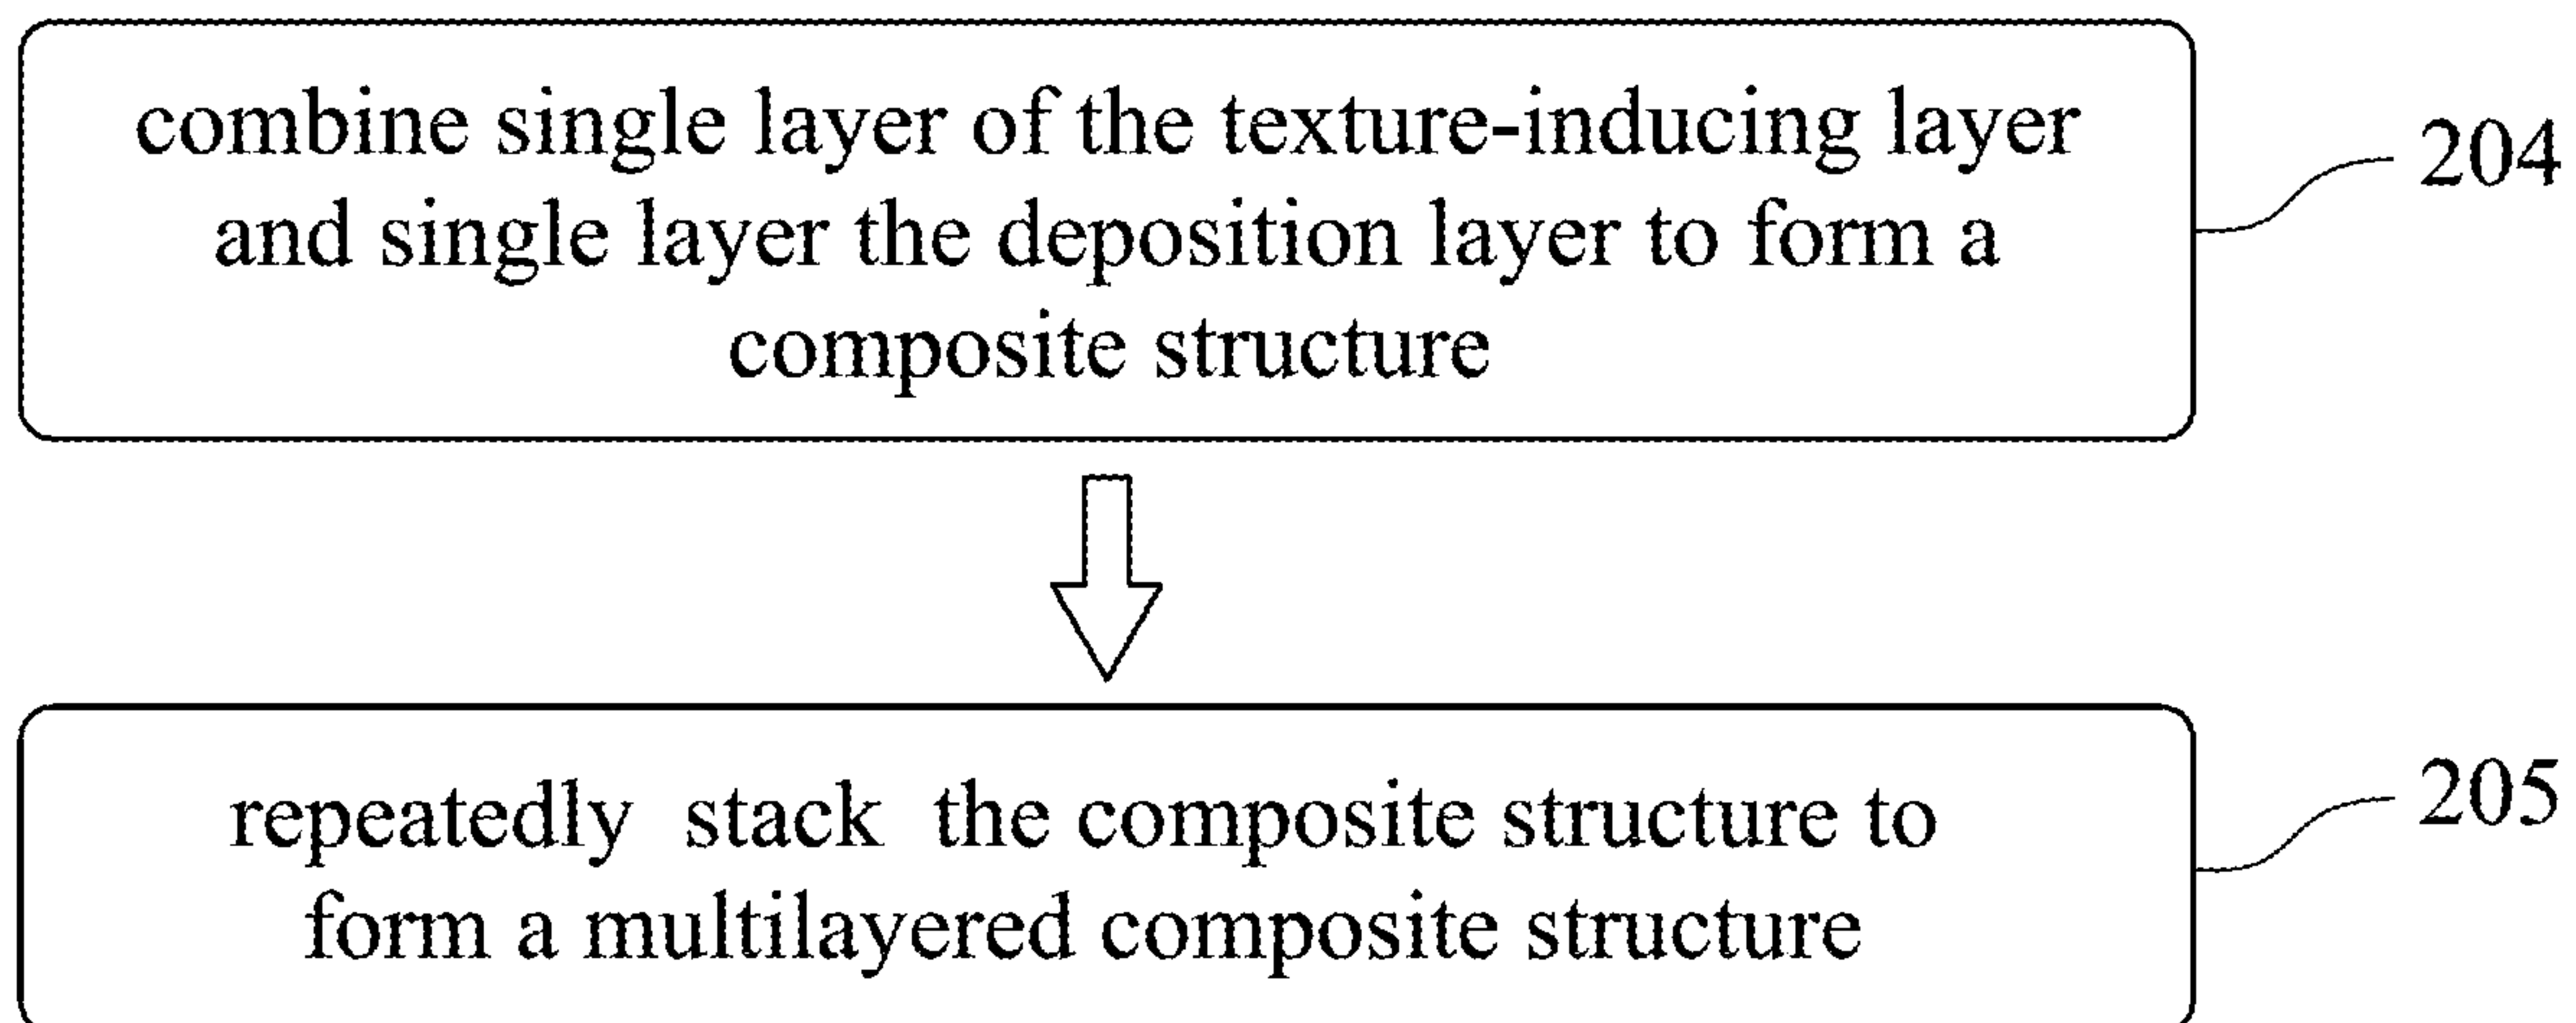 combine single layer of the texture-inducing layer
and single layer the deposition layer to form a
composite structure
204
repeatedly stack the composite structure to
form a multilayered composite structure
205